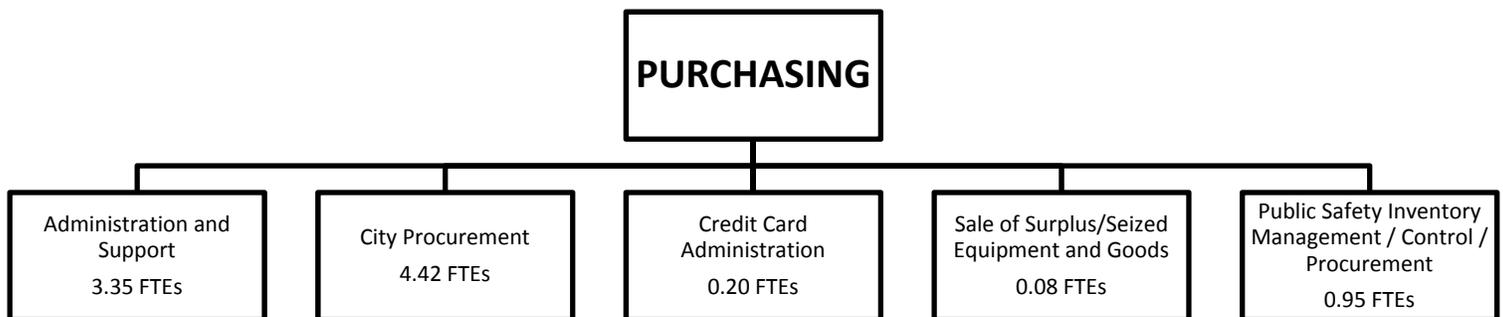 PURCHASING
Administration and
Support
3.35 FTEs
City Procurement
4.42 FTEs
Credit Card
Administration
0.20 FTEs
Sale of Surplus/Seized
Equipment and Goods
0.08 FTEs
Public Safety Inventory
Management / Control /
Procurement
0.95 FTEs